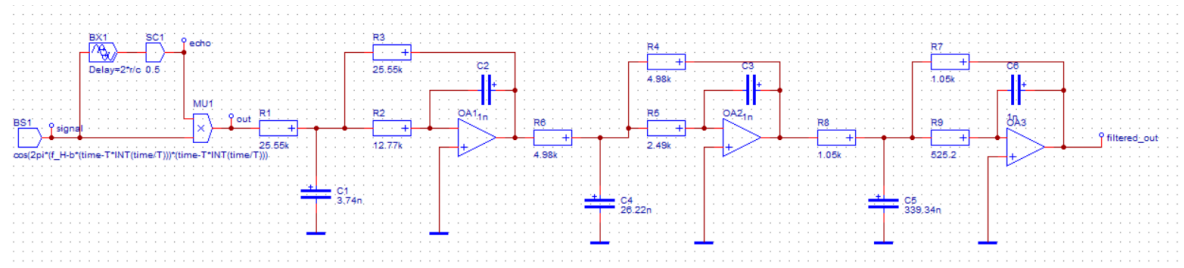 BX1
SC1
echo
Delay=2*r/c 0.5
MU1
BS1
signal
out
cos(2pi*(f_H-b*(time-T*INT(time/T)))*(time-T*INT(time/T)))
R1
25.55k
C1
3.74n
R3
25.55k
R2
12.77k
C2
1n
OA1
R6
4.98k
C4
26.22n
R4
4.98k
R5
2.49k
C3
1n
OA2
R8
1.05k
C5
339.34n
R7
1.05k
R9
525.2
C6
1n
OA3
filtered_out